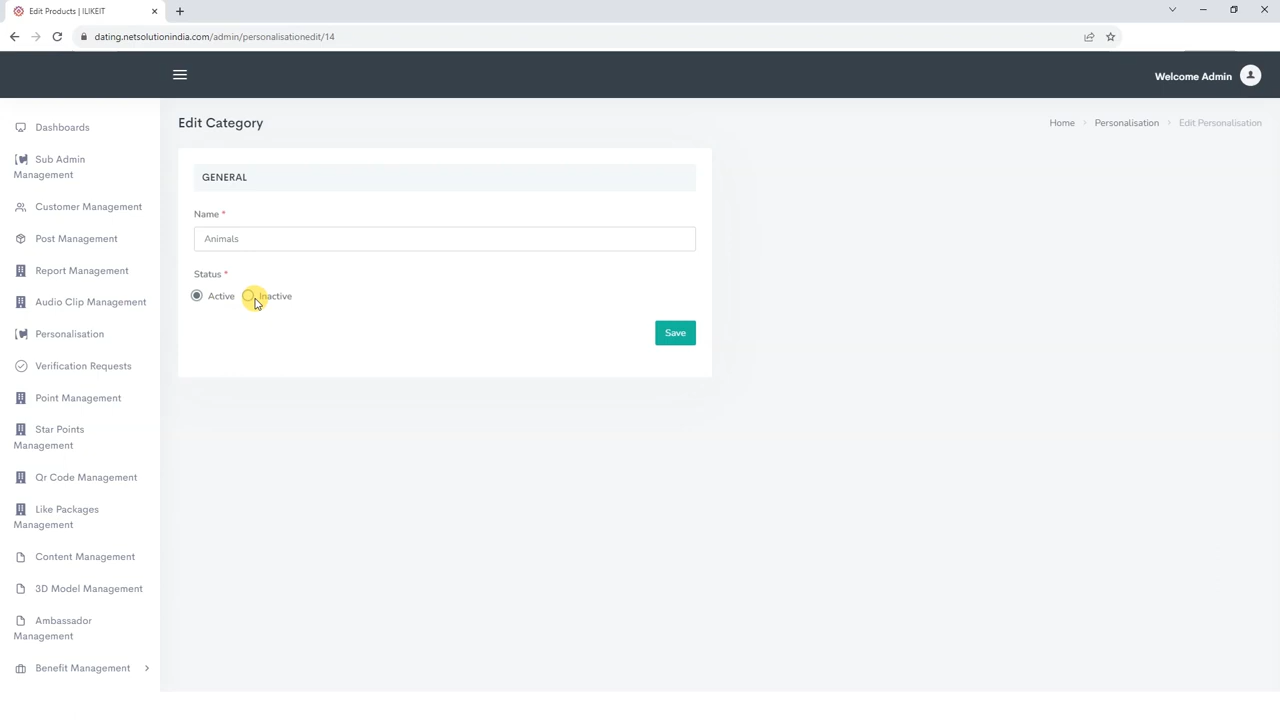 Edit Products | ILIKEIT
dating.netsolutionindia.com/admin/personalisationedit/14
Welcome Admin
Dashboards
Sub Admin
Management
Customer Management
Post Management
Report Management
Audio Clip Management
Personalisation
Verification Requests
Point Management
Star Points
Management
Qr Code Management
Like Packages
Management
Content Management
3D Model Management
Ambassador
Management
Benefit Management
Edit Category
Home > Personalisation > Edit Personalisation
GENERAL
Name *
Animals
Status *
Active Inactive
Save